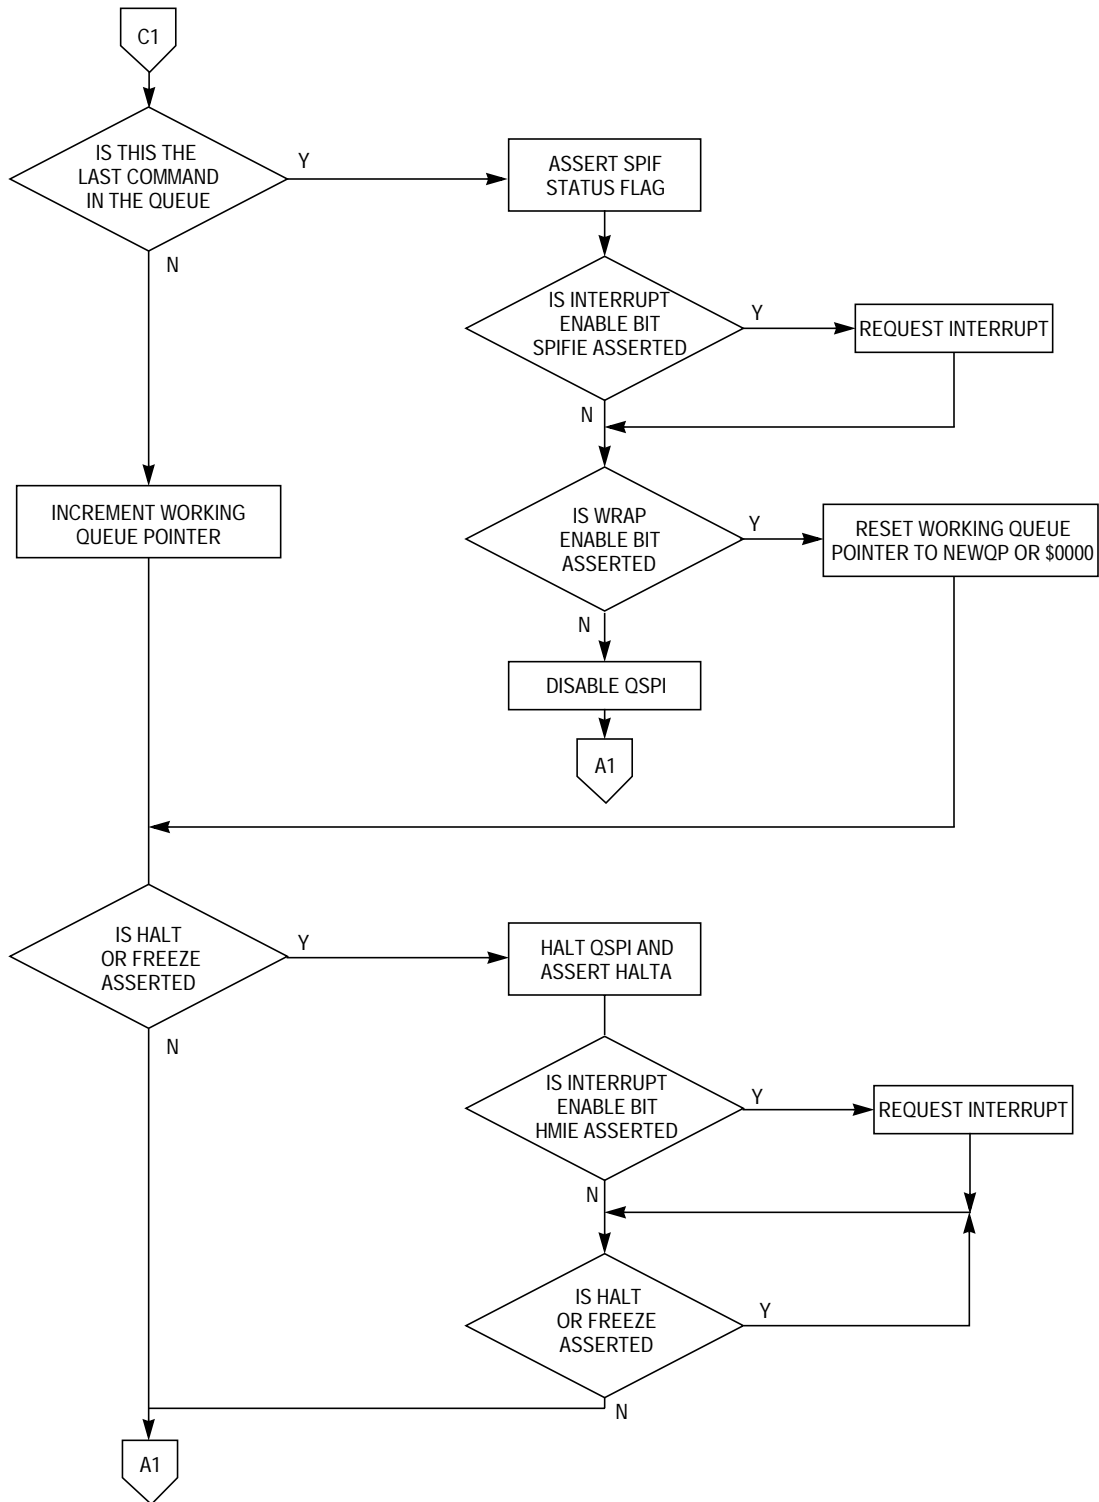 C1
IS THIS THE
LAST COMMAND
IN THE QUEUE
Y
N
ASSERT SPIF
STATUS FLAG
IS INTERRUPT
ENABLE BIT
SPIFIE ASSERTED
Y
N
REQUEST INTERRUPT
INCREMENT WORKING
QUEUE POINTER
IS WRAP
ENABLE BIT
ASSERTED
Y
N
RESET WORKING QUEUE
POINTER TO NEWQP OR $0000
DISABLE QSPI
A1
IS HALT
OR FREEZE
ASSERTED
Y
N
HALT QSPI AND
ASSERT HALTA
IS INTERRUPT
ENABLE BIT
HMIE ASSERTED
Y
N
REQUEST INTERRUPT
IS HALT
OR FREEZE
ASSERTED
Y
N
A1